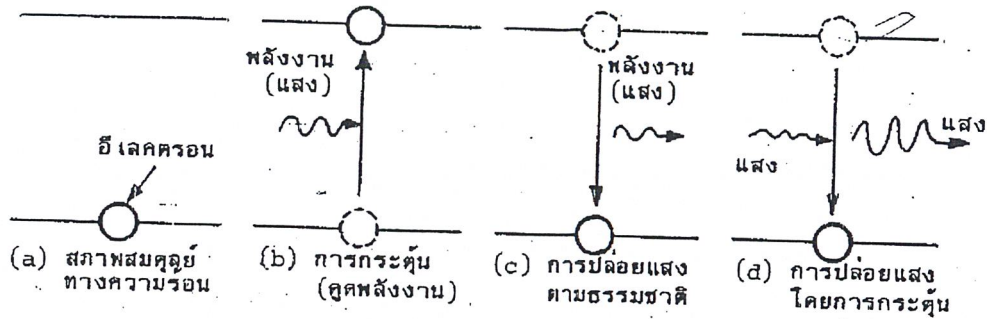 อีเลคตรอน
(a) สภาพสมดุลย์
ทางความร้อน
พลังงาน
(แสง)
(b) การกระตุ้น
(ดูดพลังงาน)
พลังงาน
(แสง)
(c) การปล่อยแสง
ตามธรรมชาติ
แสง
แสง
(d) การปล่อยแสง
โดยการกระตุ้น